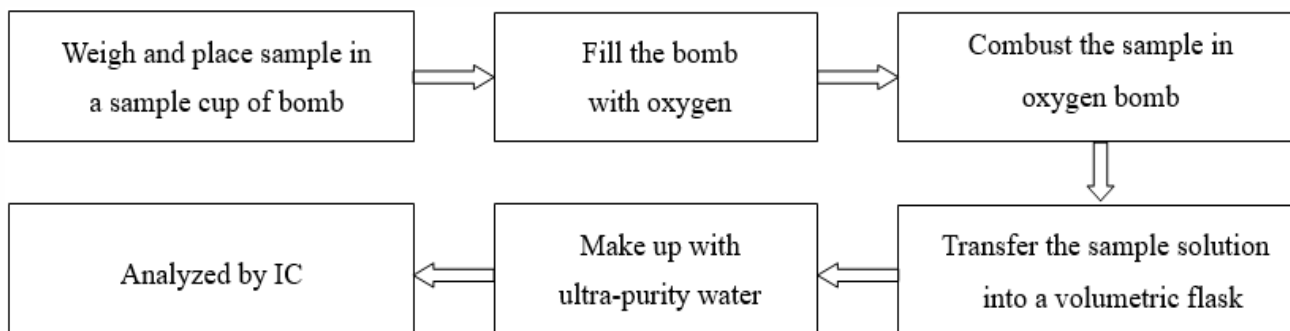 Weigh and place sample in
a sample cup of bomb
Fill the bomb
with oxygen
Combust the sample in
oxygen bomb
Transfer the sample solution
into a volumetric flask
Make up with
ultra-purity water
Analyzed by IC